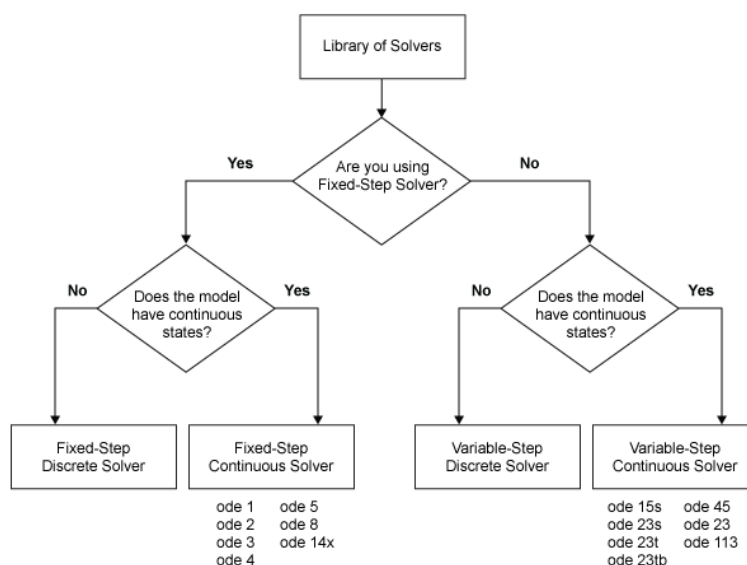 Library of Solvers
Yes
Are you using
Fixed-Step Solver?
No
No
Does the model
have continuous
states?
Yes
No
Does the model
have continuous
states?
Yes
Fixed-Step
Discrete Solver
Fixed-Step
Continuous Solver
Variable-Step
Discrete Solver
Variable-Step
Continuous Solver
ode 1 ode 5
ode 2 ode 8
ode 3 ode 14x
ode 4
ode 15s ode 45
ode 23s ode 23
ode 23t ode 113
ode 23tb